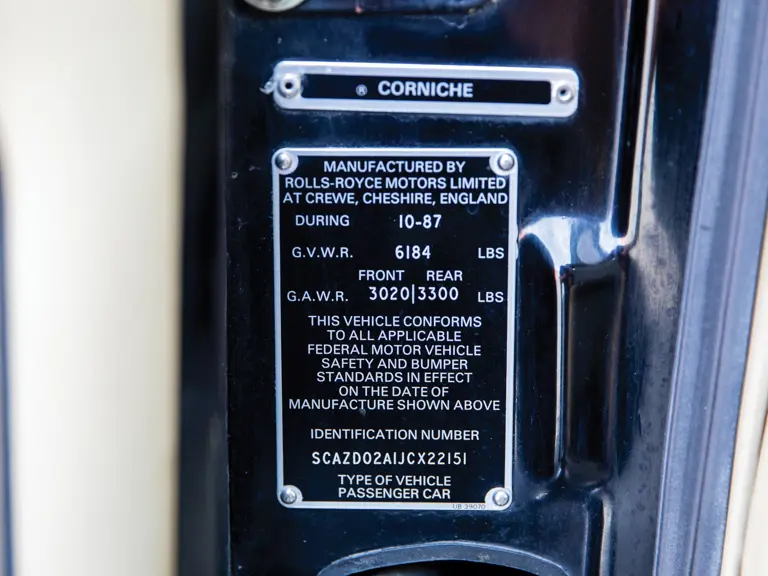 ® CORNICHE
MANUFACTURED BY
ROLLS-ROYCE MOTORS LIMITED
AT CREWE, CHESHIRE, ENGLAND
DURING 10-87
G.V.W.R. 6184 LBS
FRONT REAR
G.A.W.R. 3020|3300 LBS
THIS VEHICLE CONFORMS
TO ALL APPLICABLE
FEDERAL MOTOR VEHICLE
SAFETY AND BUMPER
STANDARDS IN EFFECT
ON THE DATE OF
MANUFACTURE SHOWN ABOVE
IDENTIFICATION NUMBER
SCAZD02A1JCX22151
TYPE OF VEHICLE
PASSENGER CAR
UB 39070